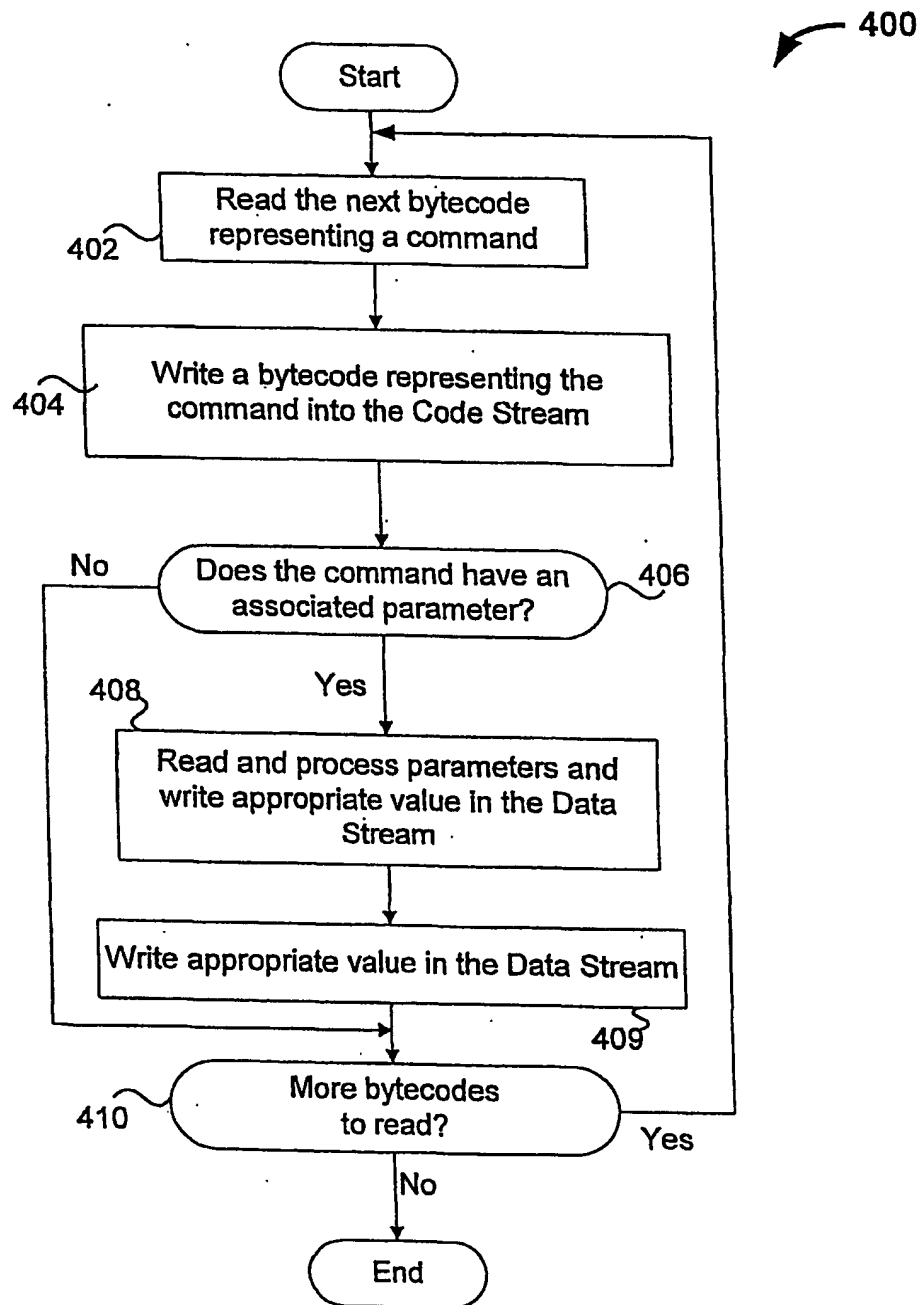 400
Start
Read the next bytecode
representing a command
402
Write a bytecode representing the
command into the Code Stream
404
No
Does the command have an
associated parameter?
406
Yes
408
Read and process parameters and
write appropriate value in the Data
Stream
Write appropriate value in the Data Stream
409
More bytecodes
to read?
410
Yes
No
End